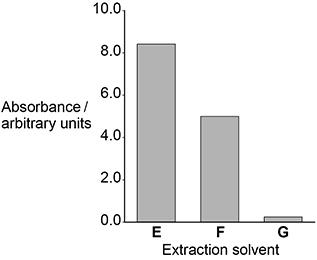 10.0
8.0
Absorbance /
arbitrary units
6.0
4.0
2.0
0.0
E F G
Extraction solvent